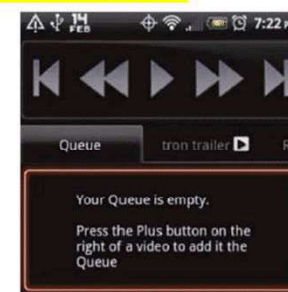 14
FEB
7:22
Queue
tron trailer
R
Your Queue is empty.
Press the Plus button on the
right of a video to add it the
Queue